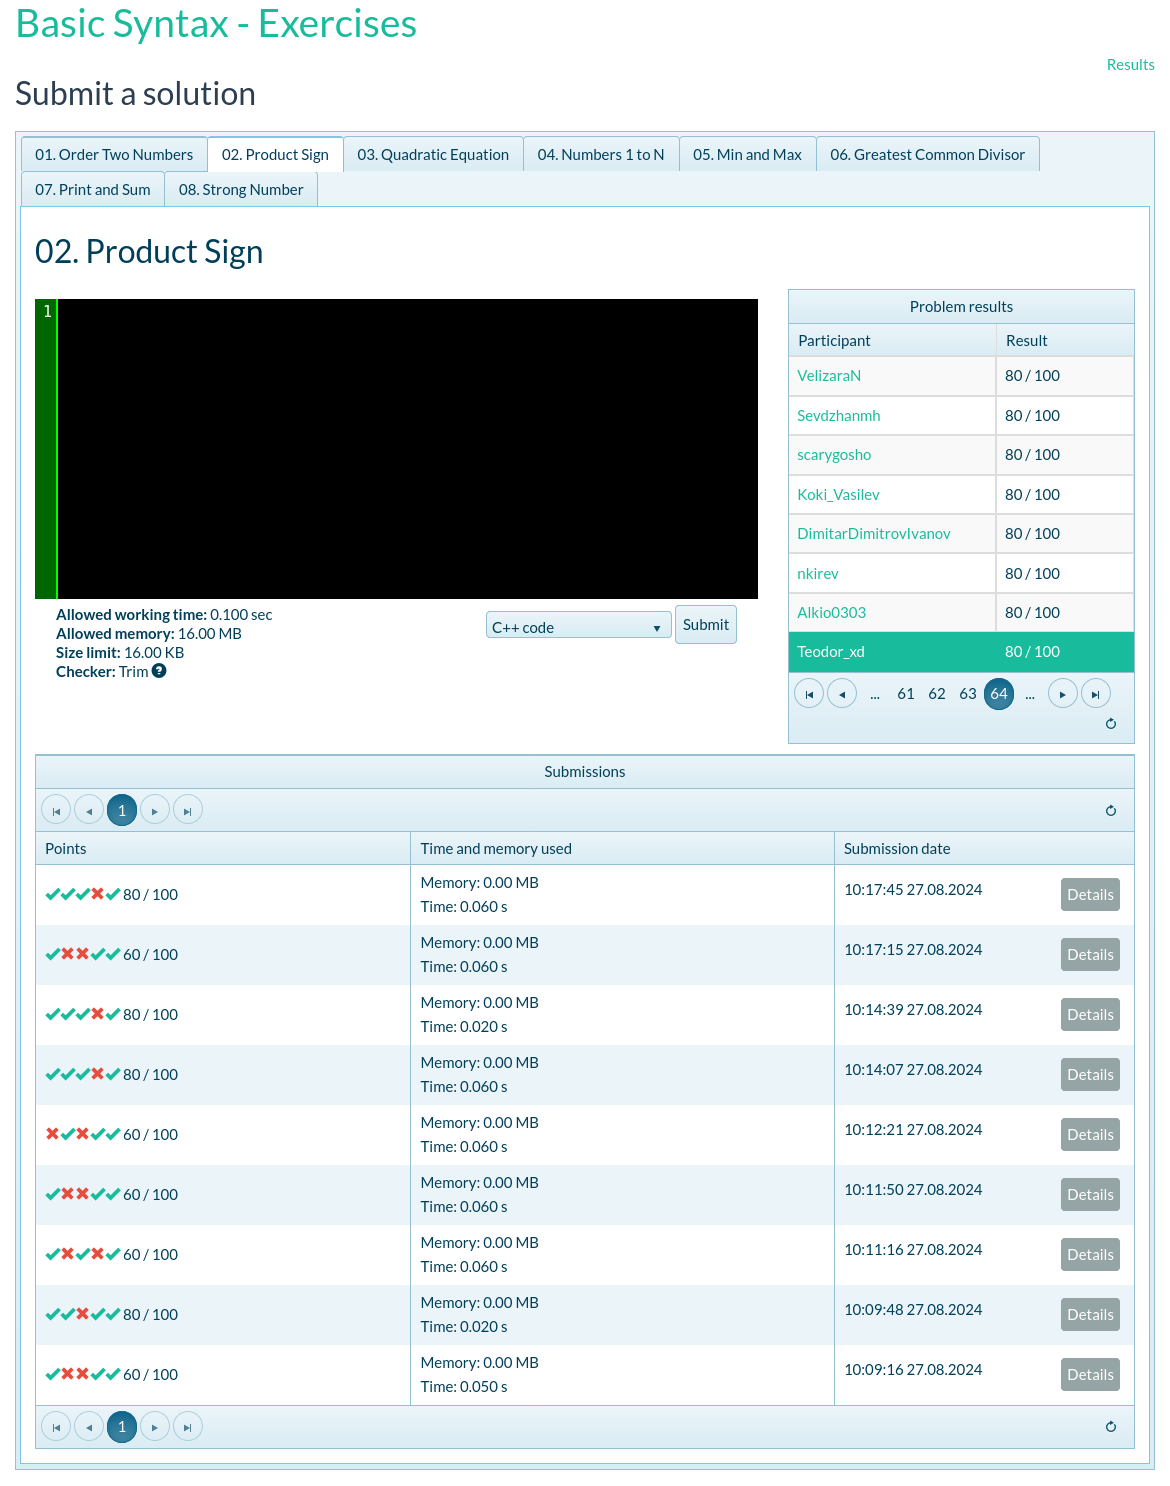 Basic Syntax - Exercises
Results
Submit a solution
01. Order Two Numbers 02. Product Sign 03. Quadratic Equation 04. Numbers 1 to N 05. Min and Max 06. Greatest Common Divisor
07. Print and Sum 08. Strong Number
02. Product Sign
1
Allowed working time: 0.100 sec
Allowed memory: 16.00 MB
Size limit: 16.00 KB
Checker: Trim
C++ code
Submit
Problem results
Participant Result
VelizaraN 80 / 100
Sevdzhanmh 80 / 100
scarygosho 80 / 100
Koki_Vasilev 80 / 100
DimitarDimitrovIvanov 80 / 100
nkirev 80 / 100
Alkio0303 80 / 100
Teodor_xd 80 / 100
... 61 62 63 64 ...
Submissions
1
Points Time and memory used Submission date
80 / 100 Memory: 0.00 MB 10:17:45 27.08.2024 Details
Time: 0.060 s
60 / 100 Memory: 0.00 MB 10:17:15 27.08.2024 Details
Time: 0.060 s
80 / 100 Memory: 0.00 MB 10:14:39 27.08.2024 Details
Time: 0.020 s
80 / 100 Memory: 0.00 MB 10:14:07 27.08.2024 Details
Time: 0.060 s
60 / 100 Memory: 0.00 MB 10:12:21 27.08.2024 Details
Time: 0.060 s
60 / 100 Memory: 0.00 MB 10:11:50 27.08.2024 Details
Time: 0.060 s
60 / 100 Memory: 0.00 MB 10:11:16 27.08.2024 Details
Time: 0.060 s
80 / 100 Memory: 0.00 MB 10:09:48 27.08.2024 Details
Time: 0.020 s
60 / 100 Memory: 0.00 MB 10:09:16 27.08.2024 Details
Time: 0.050 s
1